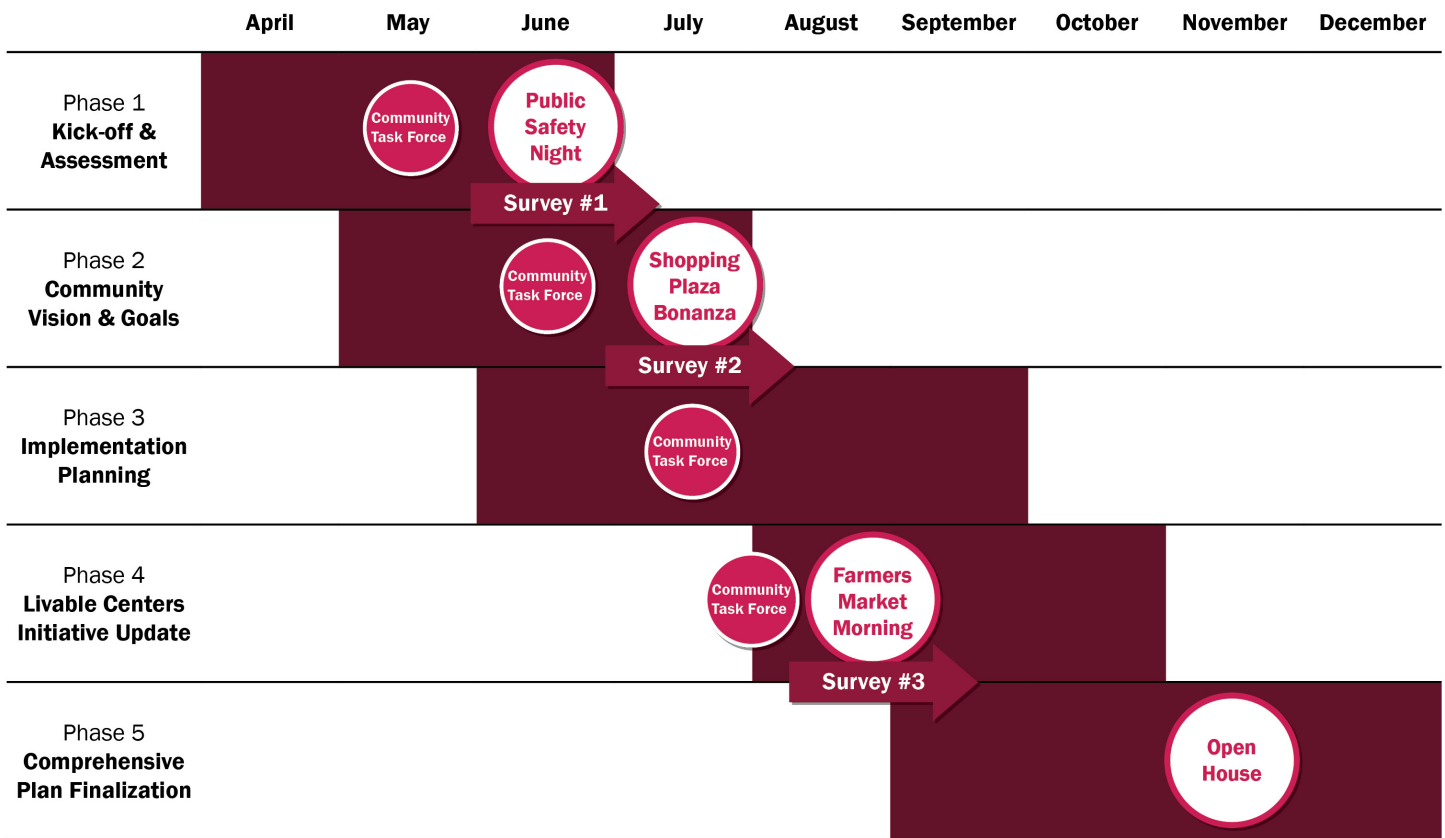 April May June July August September October November December
Phase 1
Kick-off &
Assessment
Community
Task Force
Public
Safety
Night
Survey #1
Phase 2
Community
Vision & Goals
Community
Task Force
Shopping
Plaza
Bonanza
Survey #2
Phase 3
Implementation
Planning
Community
Task Force
Phase 4
Livable Centers
Initiative Update
Community
Task Force
Farmers
Market
Morning
Survey #3
Phase 5
Comprehensive
Plan Finalization
Open
House